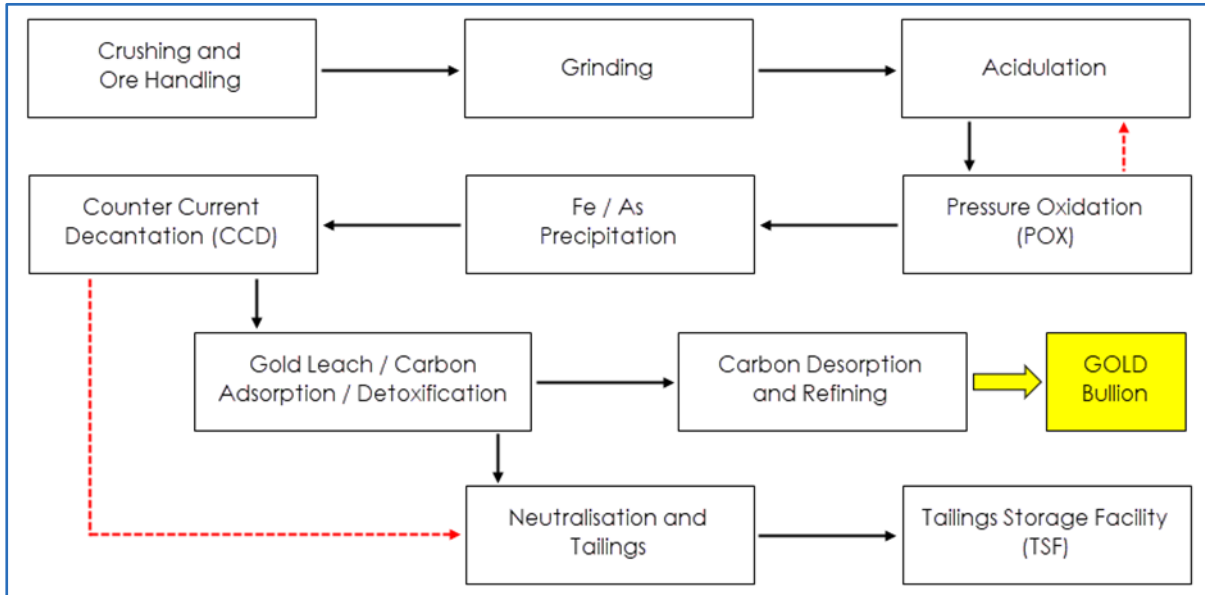 Crushing and
Ore Handling
Grinding
Acidulation
Counter Current
Decantation (CCD)
Fe / As
Precipitation
Pressure Oxidation
(POX)
Gold Leach / Carbon
Adsorption / Detoxification
Carbon Desorption
and Refining
GOLD
Bullion
Neutralisation and
Tailings
Tailings Storage Facility
(TSF)